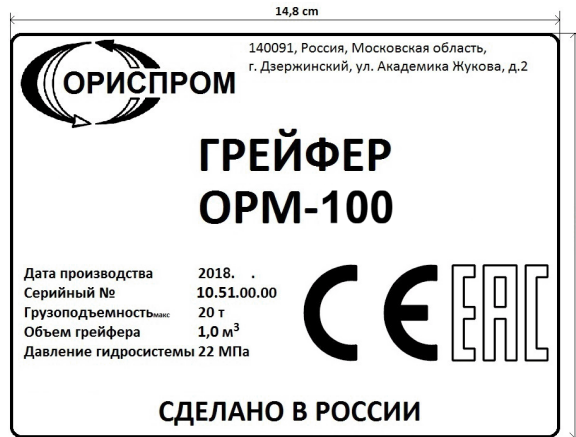 14,8 cm
ОРИСПРОМ
140091, Россия, Московская область,
г. Дзержинский, ул. Академика Жукова, д.2
ГРЕЙФЕР
ОРМ-100
Дата производства 2018. .
Серийный № 10.51.00.00
Грузоподъемностьмакс 20 т
Объем грейфера 1,0 м³
Давление гидросистемы 22 МПа
CE EAC
СДЕЛАНО В РОССИИ